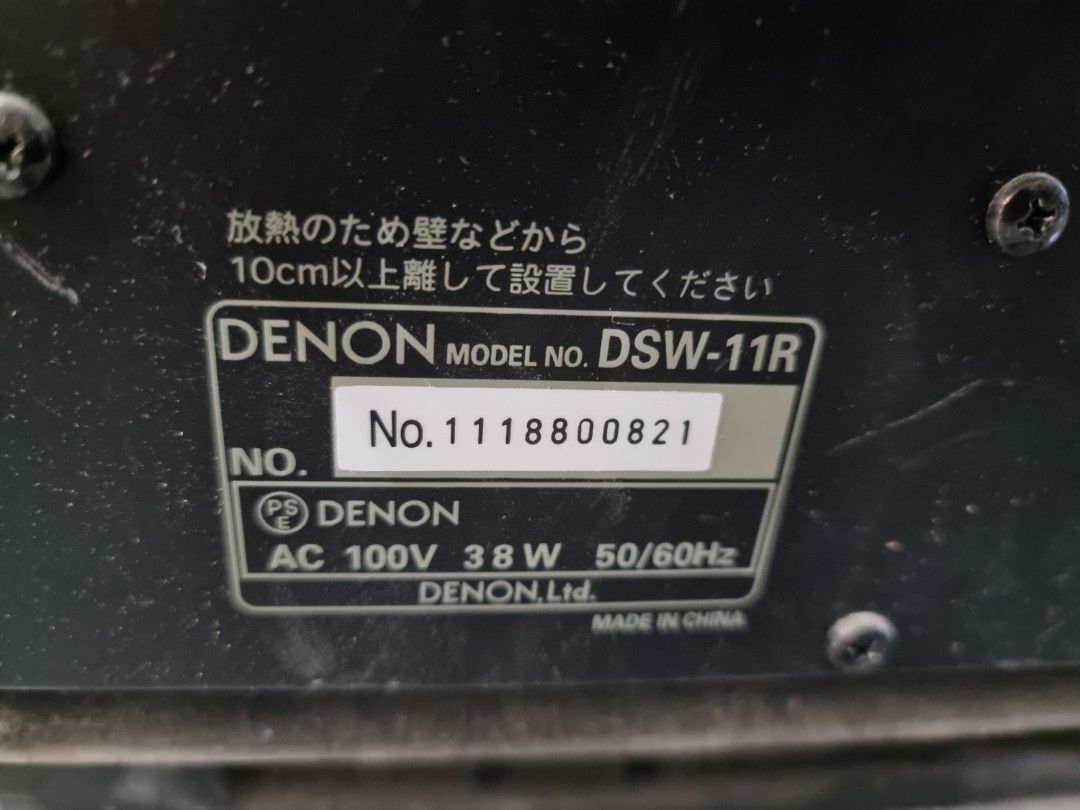 放熱のため壁などから
10cm以上離して設置してください
DENON MODEL NO. DSW-11R
No.1118800821
NO.
PSE DENON
AC 100V 38W 50/60Hz
DENON, Ltd.
MADE IN CHINA